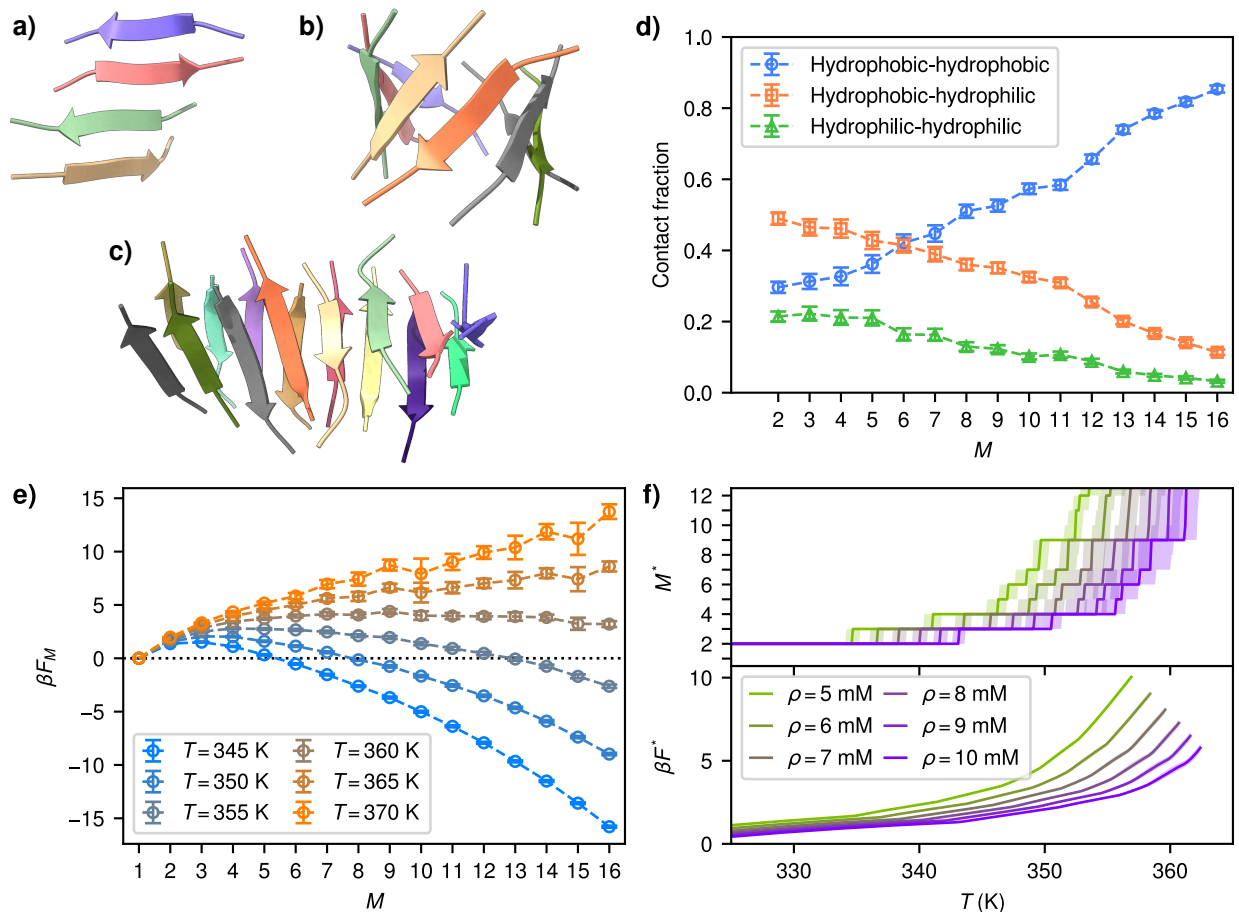 a)
b)
c)
d)
1.0
0.8
0.6
0.4
0.2
0.0
Contact fraction
Hydrophobic-hydrophobic
Hydrophobic-hydrophilic
Hydrophilic-hydrophilic
2 3 4 5 6 7 8 9 10 11 12 13 14 15 16
M
e)
15
10
5
0
−5
−10
−15
βF_M
T = 345 K
T = 350 K
T = 355 K
T = 360 K
T = 365 K
T = 370 K
1 2 3 4 5 6 7 8 9 10 11 12 13 14 15 16
M
f)
12
10
8
6
4
2
M*
10
5
0
βF*
ρ = 5 mM
ρ = 6 mM
ρ = 7 mM
ρ = 8 mM
ρ = 9 mM
ρ = 10 mM
330 340 350 360
T (K)